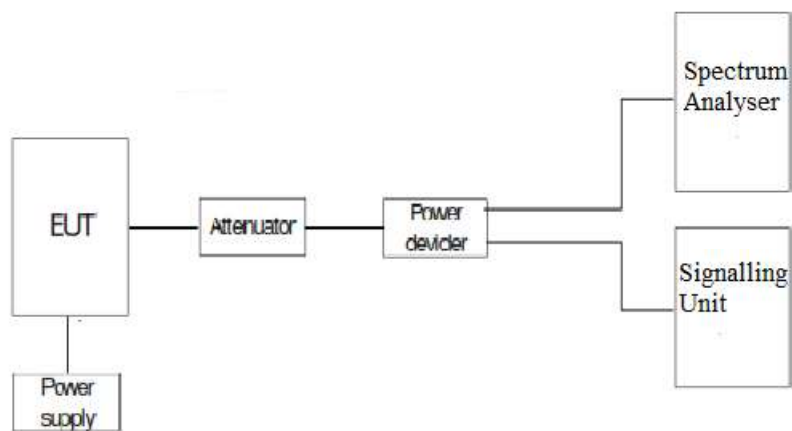 Spectrum
Analyser
EUT
Attenuator
Power
devider
Signalling
Unit
Power
supply